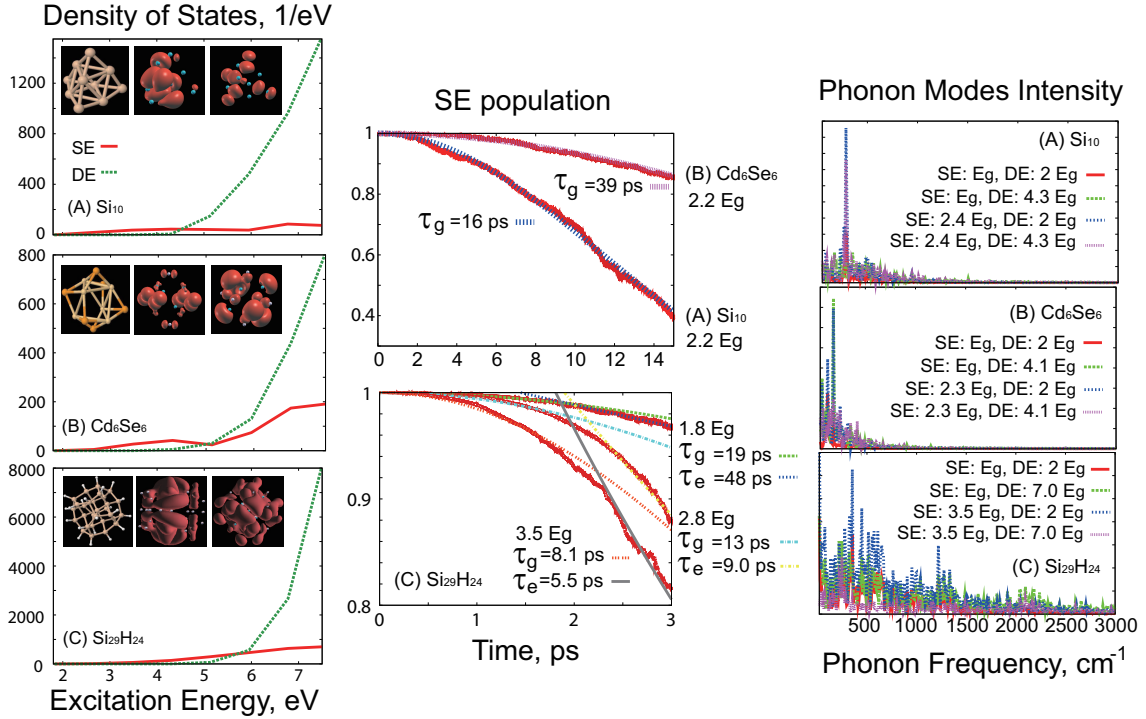 Density of States, 1/eV
1200
800
400
0
SE
DE
(A) Si10
800
600
400
200
0
(B) Cd6Se6
8000
6000
4000
2000
0
(C) Si29H24
2 3 4 5 6 7
Excitation Energy, eV
SE population
1
0.8
0.6
0.4
τg =39 ps
τg =16 ps
(B) Cd6Se6
2.2 Eg
(A) Si10
2.2 Eg
0 2 4 6 8 10 12 14
1
0.9
0.8
1.8 Eg
τg =19 ps
τe =48 ps
2.8 Eg
τg =13 ps
τe =9.0 ps
3.5 Eg
τg =8.1 ps
τe =5.5 ps
(C) Si29H24
0 1 2 3
Time, ps
Phonon Modes Intensity
(A) Si10
SE: Eg, DE: 2 Eg
SE: Eg, DE: 4.3 Eg
SE: 2.4 Eg, DE: 2 Eg
SE: 2.4 Eg, DE: 4.3 Eg
(B) Cd6Se6
SE: Eg, DE: 2 Eg
SE: Eg, DE: 4.1 Eg
SE: 2.3 Eg, DE: 2 Eg
SE: 2.3 Eg, DE: 4.1 Eg
SE: Eg, DE: 2 Eg
SE: Eg, DE: 7.0 Eg
SE: 3.5 Eg, DE: 2 Eg
SE: 3.5 Eg, DE: 7.0 Eg
(C) Si29H24
500 1000 1500 2000 2500 3000
Phonon Frequency, cm-1